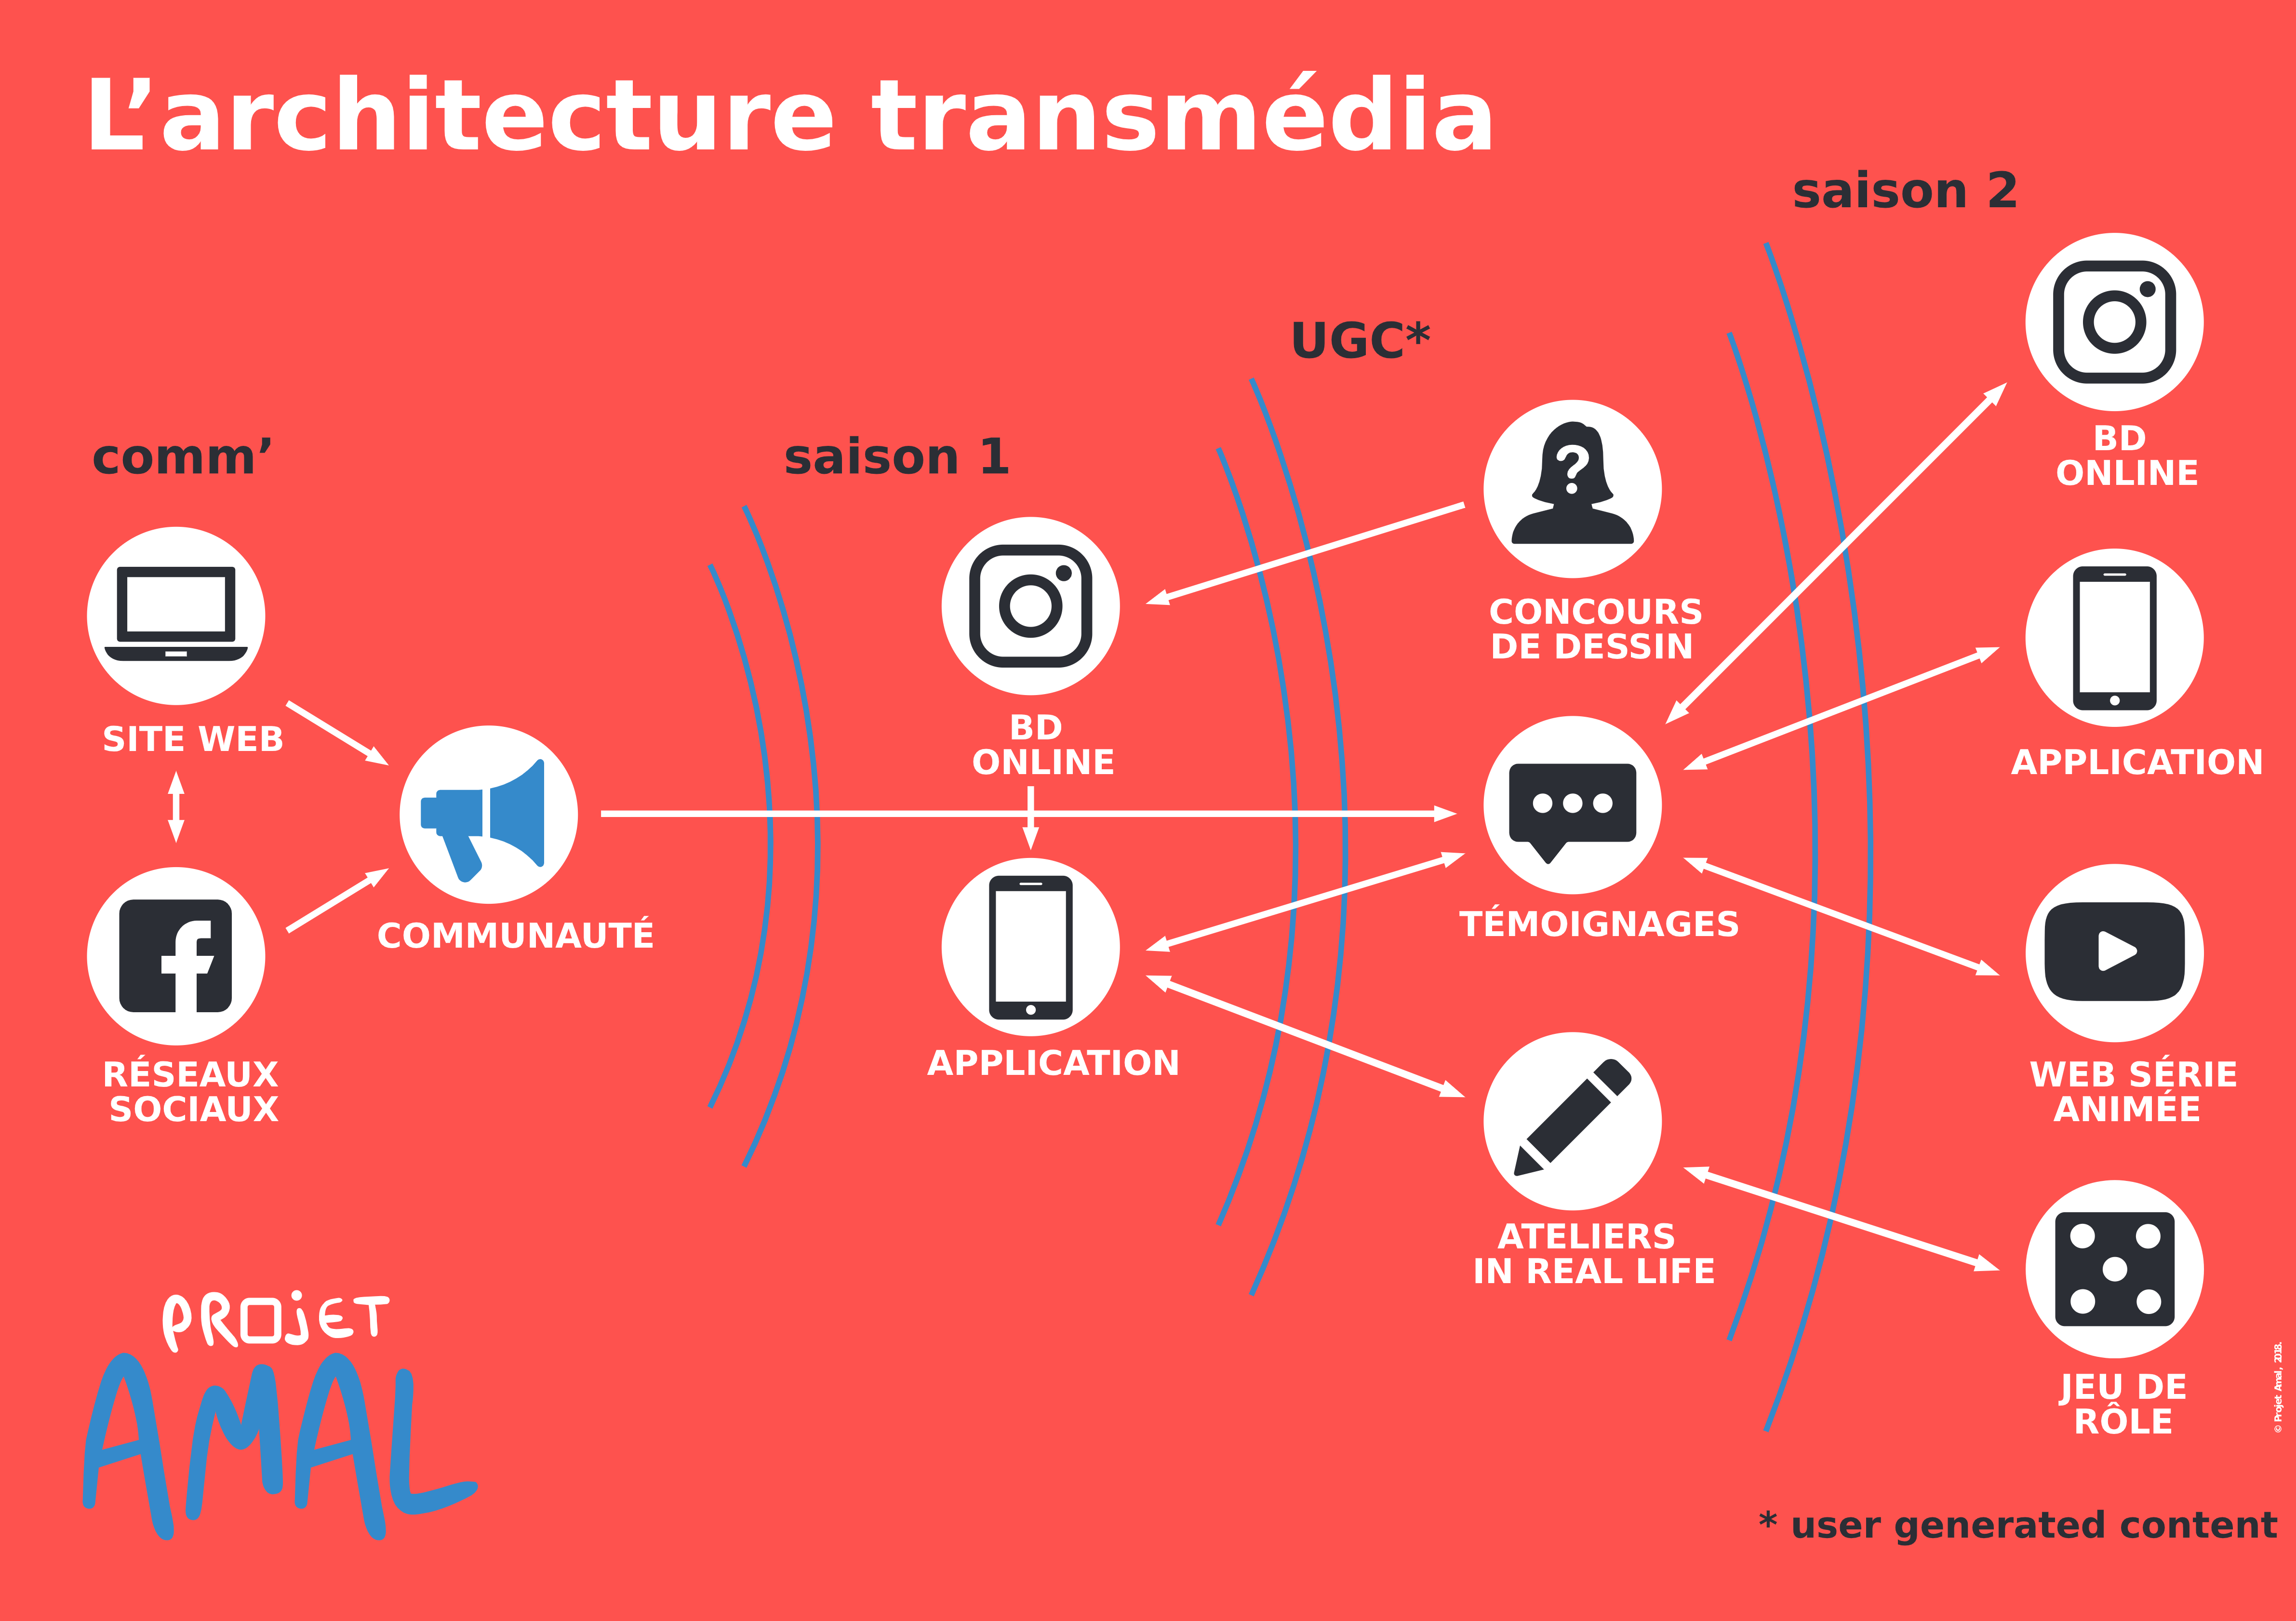 L’architecture transmédia
comm’
SITE WEB
RÉSEAUX
SOCIAUX
COMMUNAUTÉ
saison 1
BD
ONLINE
APPLICATION
UGC*
CONCOURS
DE DESSIN
TÉMOIGNAGES
ATELIERS
IN REAL LIFE
saison 2
BD
ONLINE
APPLICATION
WEB SÉRIE
ANIMÉE
JEU DE
RÔLE
PROjET
AMAL
* user generated content
© Projet Amal, 2018.